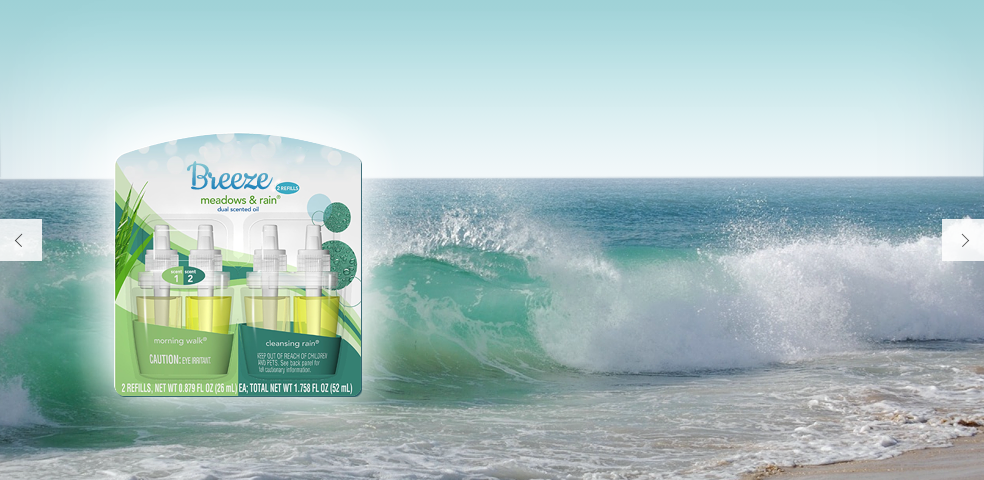 Breeze
2 REFILLS
meadows & rain®
dual scented oil
scent 1
scent 2
morning walk®
cleansing rain®
CAUTION: EYE IRRITANT
KEEP OUT OF REACH OF CHILDREN
AND PETS. See back panel for
full cautionary information.
2 REFILLS, NET WT 0.879 FL OZ (26 mL) EA; TOTAL NET WT 1.758 FL OZ (52 mL)